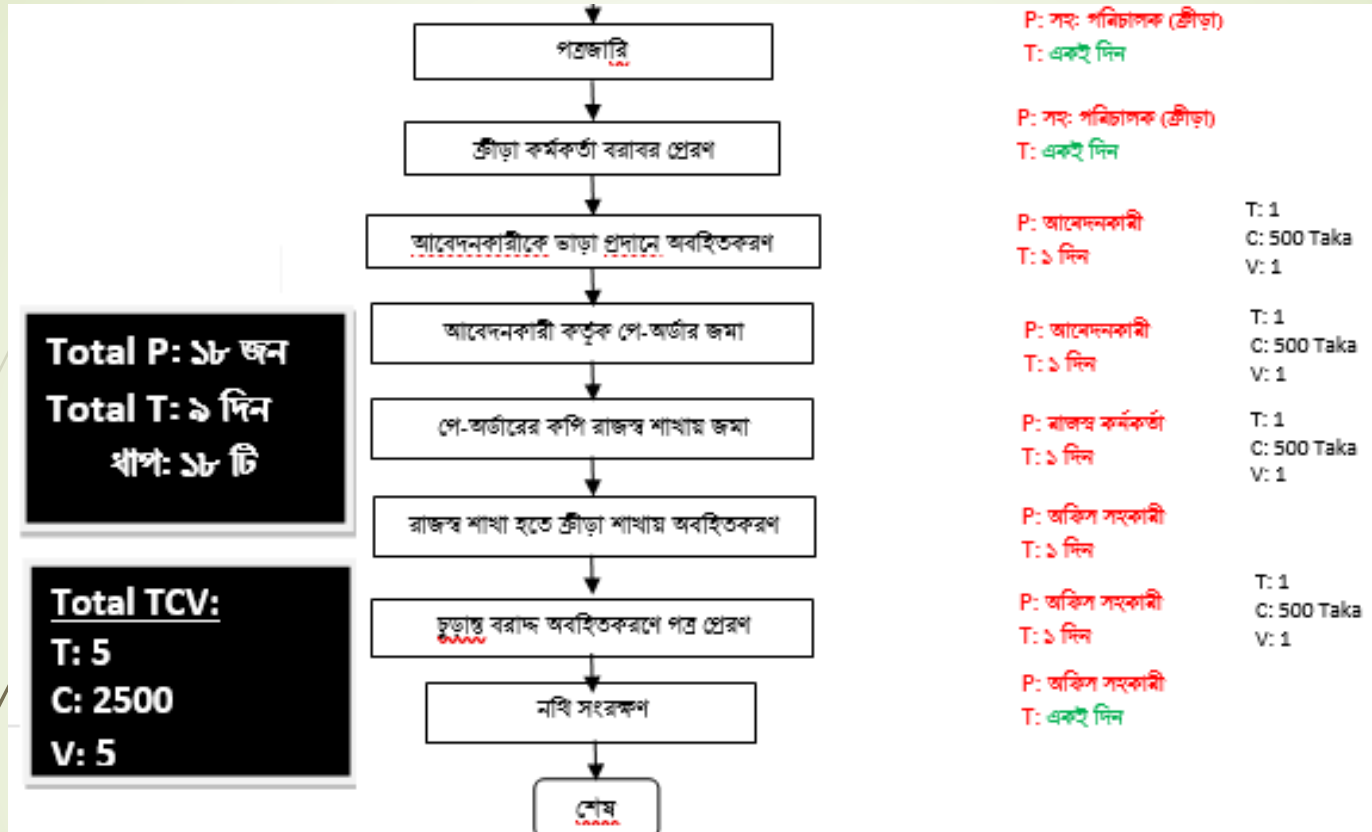 পত্রজারি
P: সহ: পরিচালক (ক্রীড়া)
T: একই দিন
ক্রীড়া কর্মকর্তা বরাবর প্রেরণ
P: সহ: পরিচালক (ক্রীড়া)
T: একই দিন
আবেদনকারীকে ভাড়া প্রদানে অবহিতকরণ
P: আবেদনকারী
T: ১ দিন
T: 1
C: 500 Taka
V: 1
আবেদনকারী কর্তৃক পে-অর্ডার জমা
P: আবেদনকারী
T: ১ দিন
T: 1
C: 500 Taka
V: 1
পে-অর্ডারের কপি রাজস্ব শাখায় জমা
P: রাজস্ব কর্মকর্তা
T: ১ দিন
T: 1
C: 500 Taka
V: 1
রাজস্ব শাখা হতে ক্রীড়া শাখায় অবহিতকরণ
P: অফিস সহকারী
T: ১ দিন
চুড়ান্ত বরাদ্দ অবহিতকরণে পত্র প্রেরণ
P: অফিস সহকারী
T: ১ দিন
T: 1
C: 500 Taka
V: 1
নথি সংরক্ষণ
P: অফিস সহকারী
T: একই দিন
শেষ
Total P: ১৮ জন
Total T: ৯ দিন
ধাপ: ১৮ টি
Total TCV:
T: 5
C: 2500
V: 5